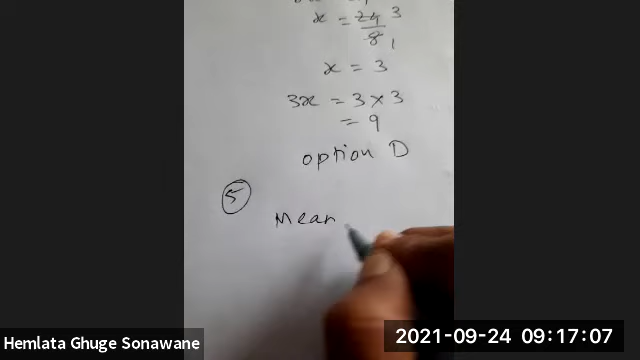 x = 24/8 3 1
x = 3
3x = 3 × 3
= 9
option D
5
Mean
Hemlata Ghuge Sonawane
2021-09-24 09:17:07